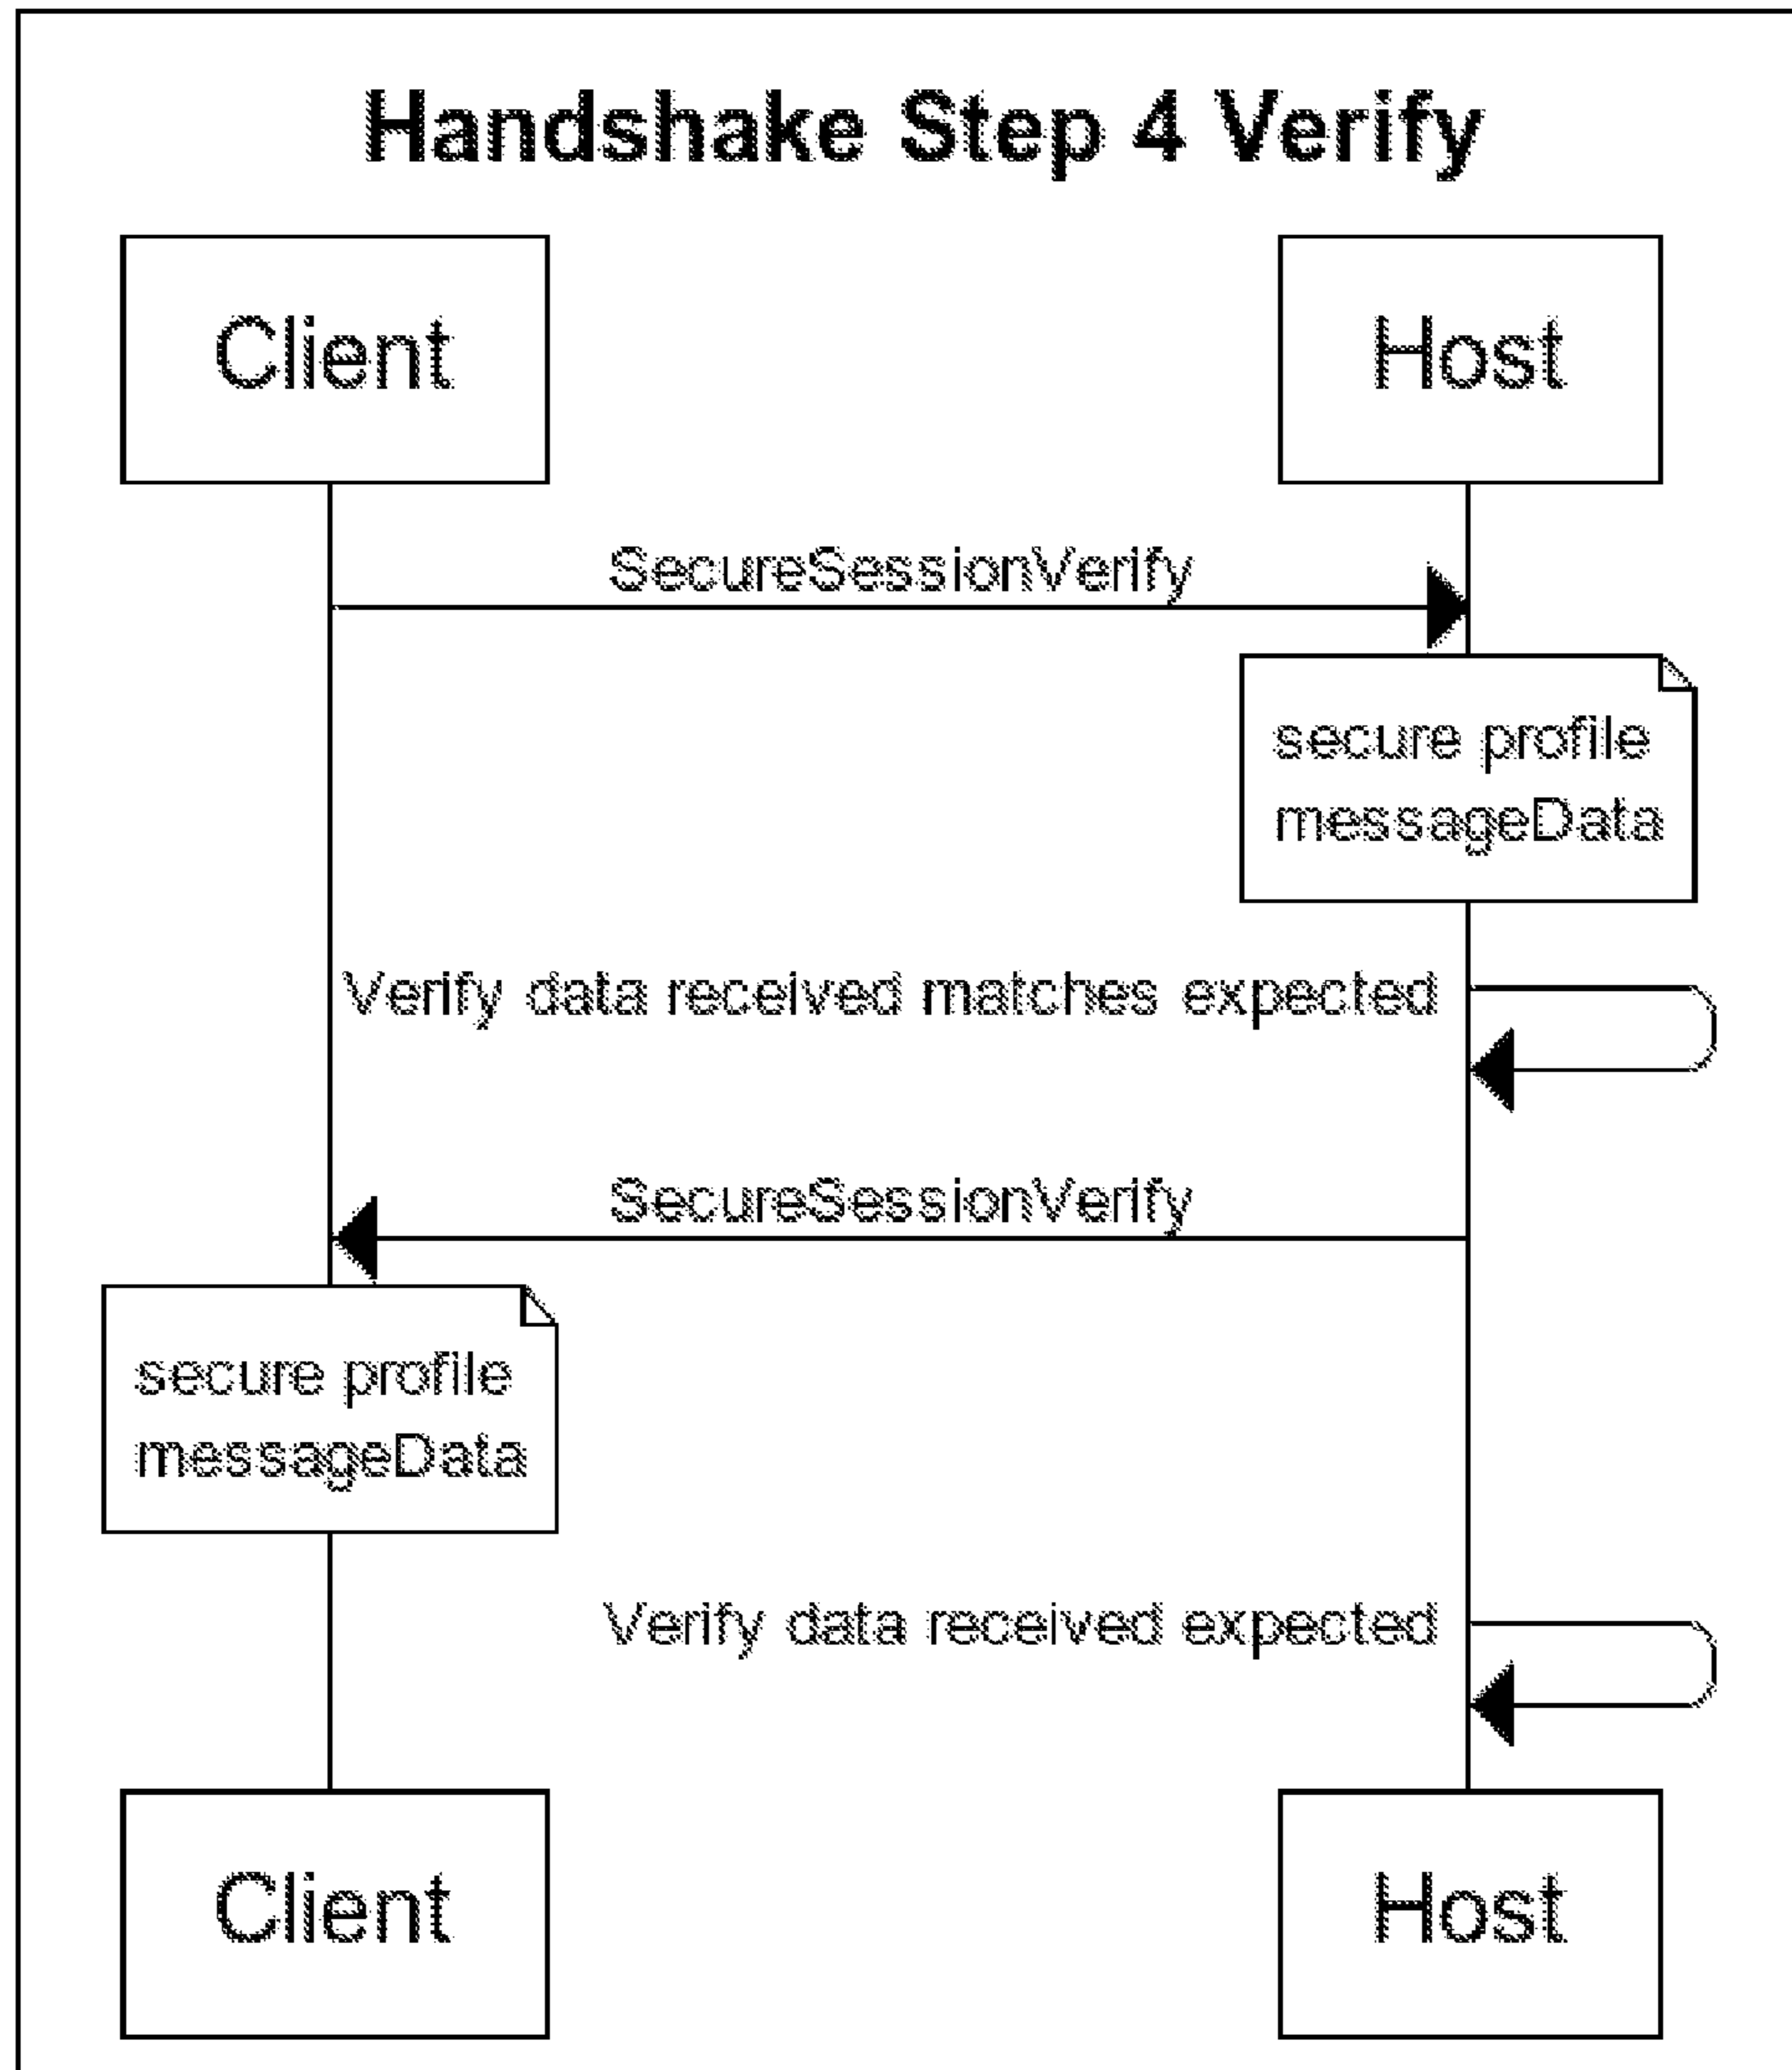 Handshake Step 4 Verify
Client
Host
SecureSessionVerify
secure profile
messageData
Verify data received matches expected
SecureSessionVerify
secure profile
messageData
Verify data received expected
Client
Host